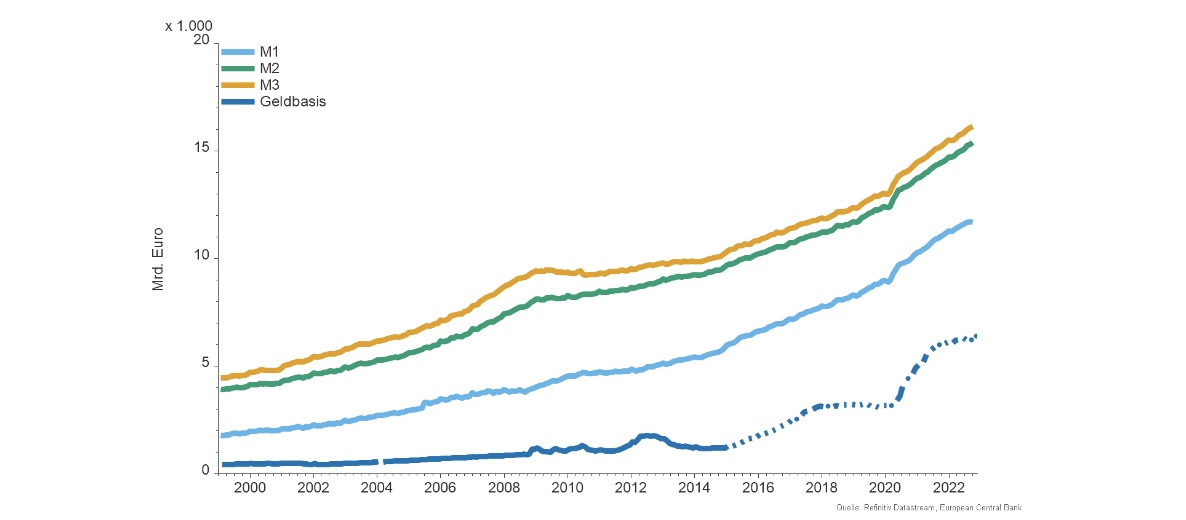 x 1.000
20
15
10
5
0
Mrd. Euro
M1
M2
M3
Geldbasis
2000 2002 2004 2006 2008 2010 2012 2014 2016 2018 2020 2022
Quelle: Refinitiv Datastream, European Central Bank